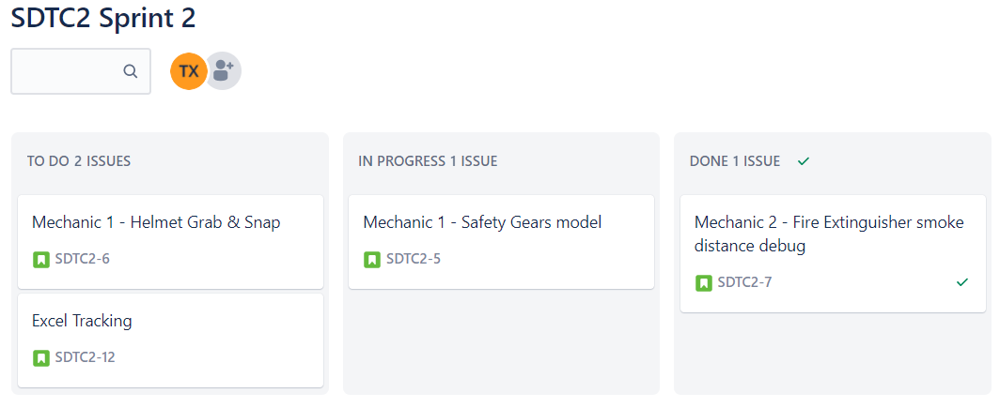 SDTC2 Sprint 2
TX
TO DO 2 ISSUES
Mechanic 1 - Helmet Grab & Snap
SDTC2-6
Excel Tracking
SDTC2-12
IN PROGRESS 1 ISSUE
Mechanic 1 - Safety Gears model
SDTC2-5
DONE 1 ISSUE
Mechanic 2 - Fire Extinguisher smoke
distance debug
SDTC2-7